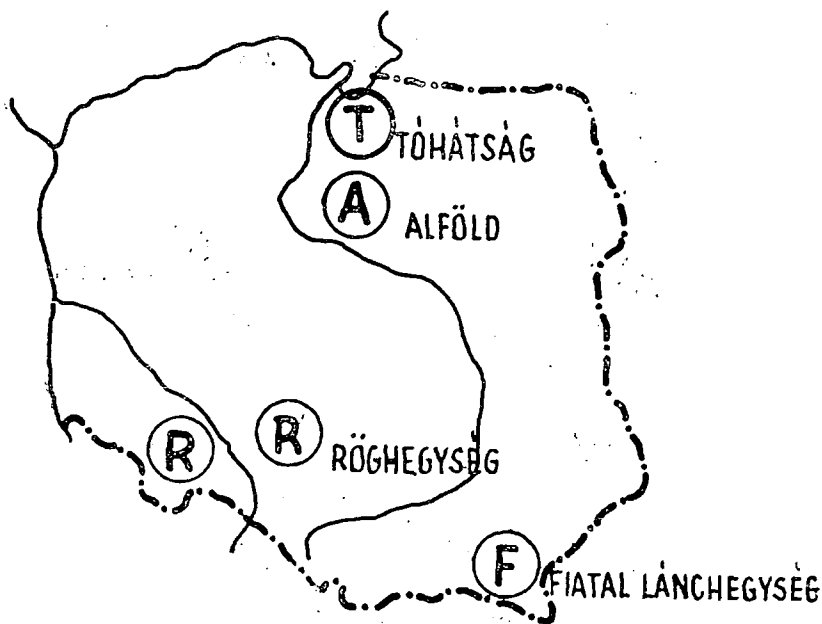 T TÓHÁTSÁG
A ALFÖLD
R R RÖGHEGYSÉG
F FIATAL LÁNCHEGYSÉG